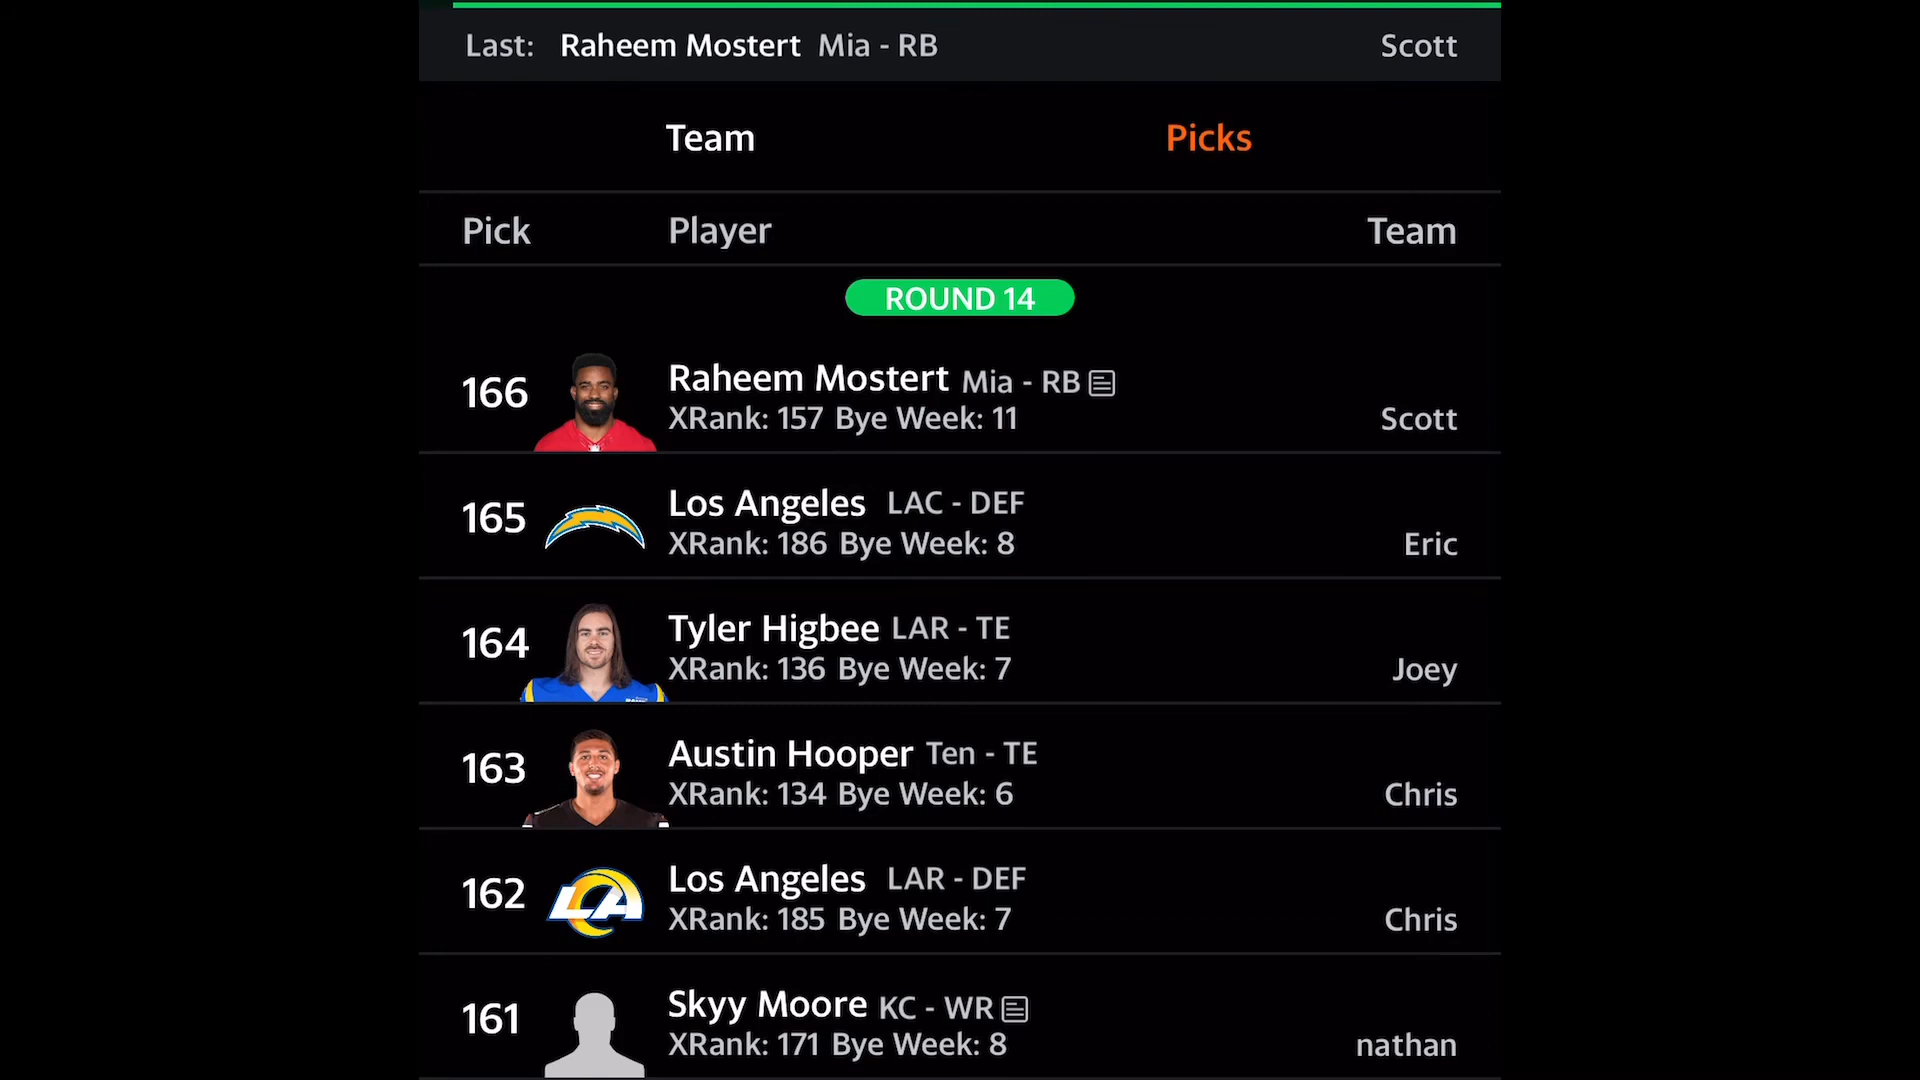 Last: Raheem Mostert Mia - RB Scott
Team Picks
Pick Player Team
ROUND 14
166 Raheem Mostert Mia - RB
XRank: 157 Bye Week: 11 Scott
165 Los Angeles LAC - DEF
XRank: 186 Bye Week: 8 Eric
164 Tyler Higbee LAR - TE
XRank: 136 Bye Week: 7 Joey
163 Austin Hooper Ten - TE
XRank: 134 Bye Week: 6 Chris
162 Los Angeles LAR - DEF
XRank: 185 Bye Week: 7 Chris
161 Skyy Moore KC - WR
XRank: 171 Bye Week: 8 nathan